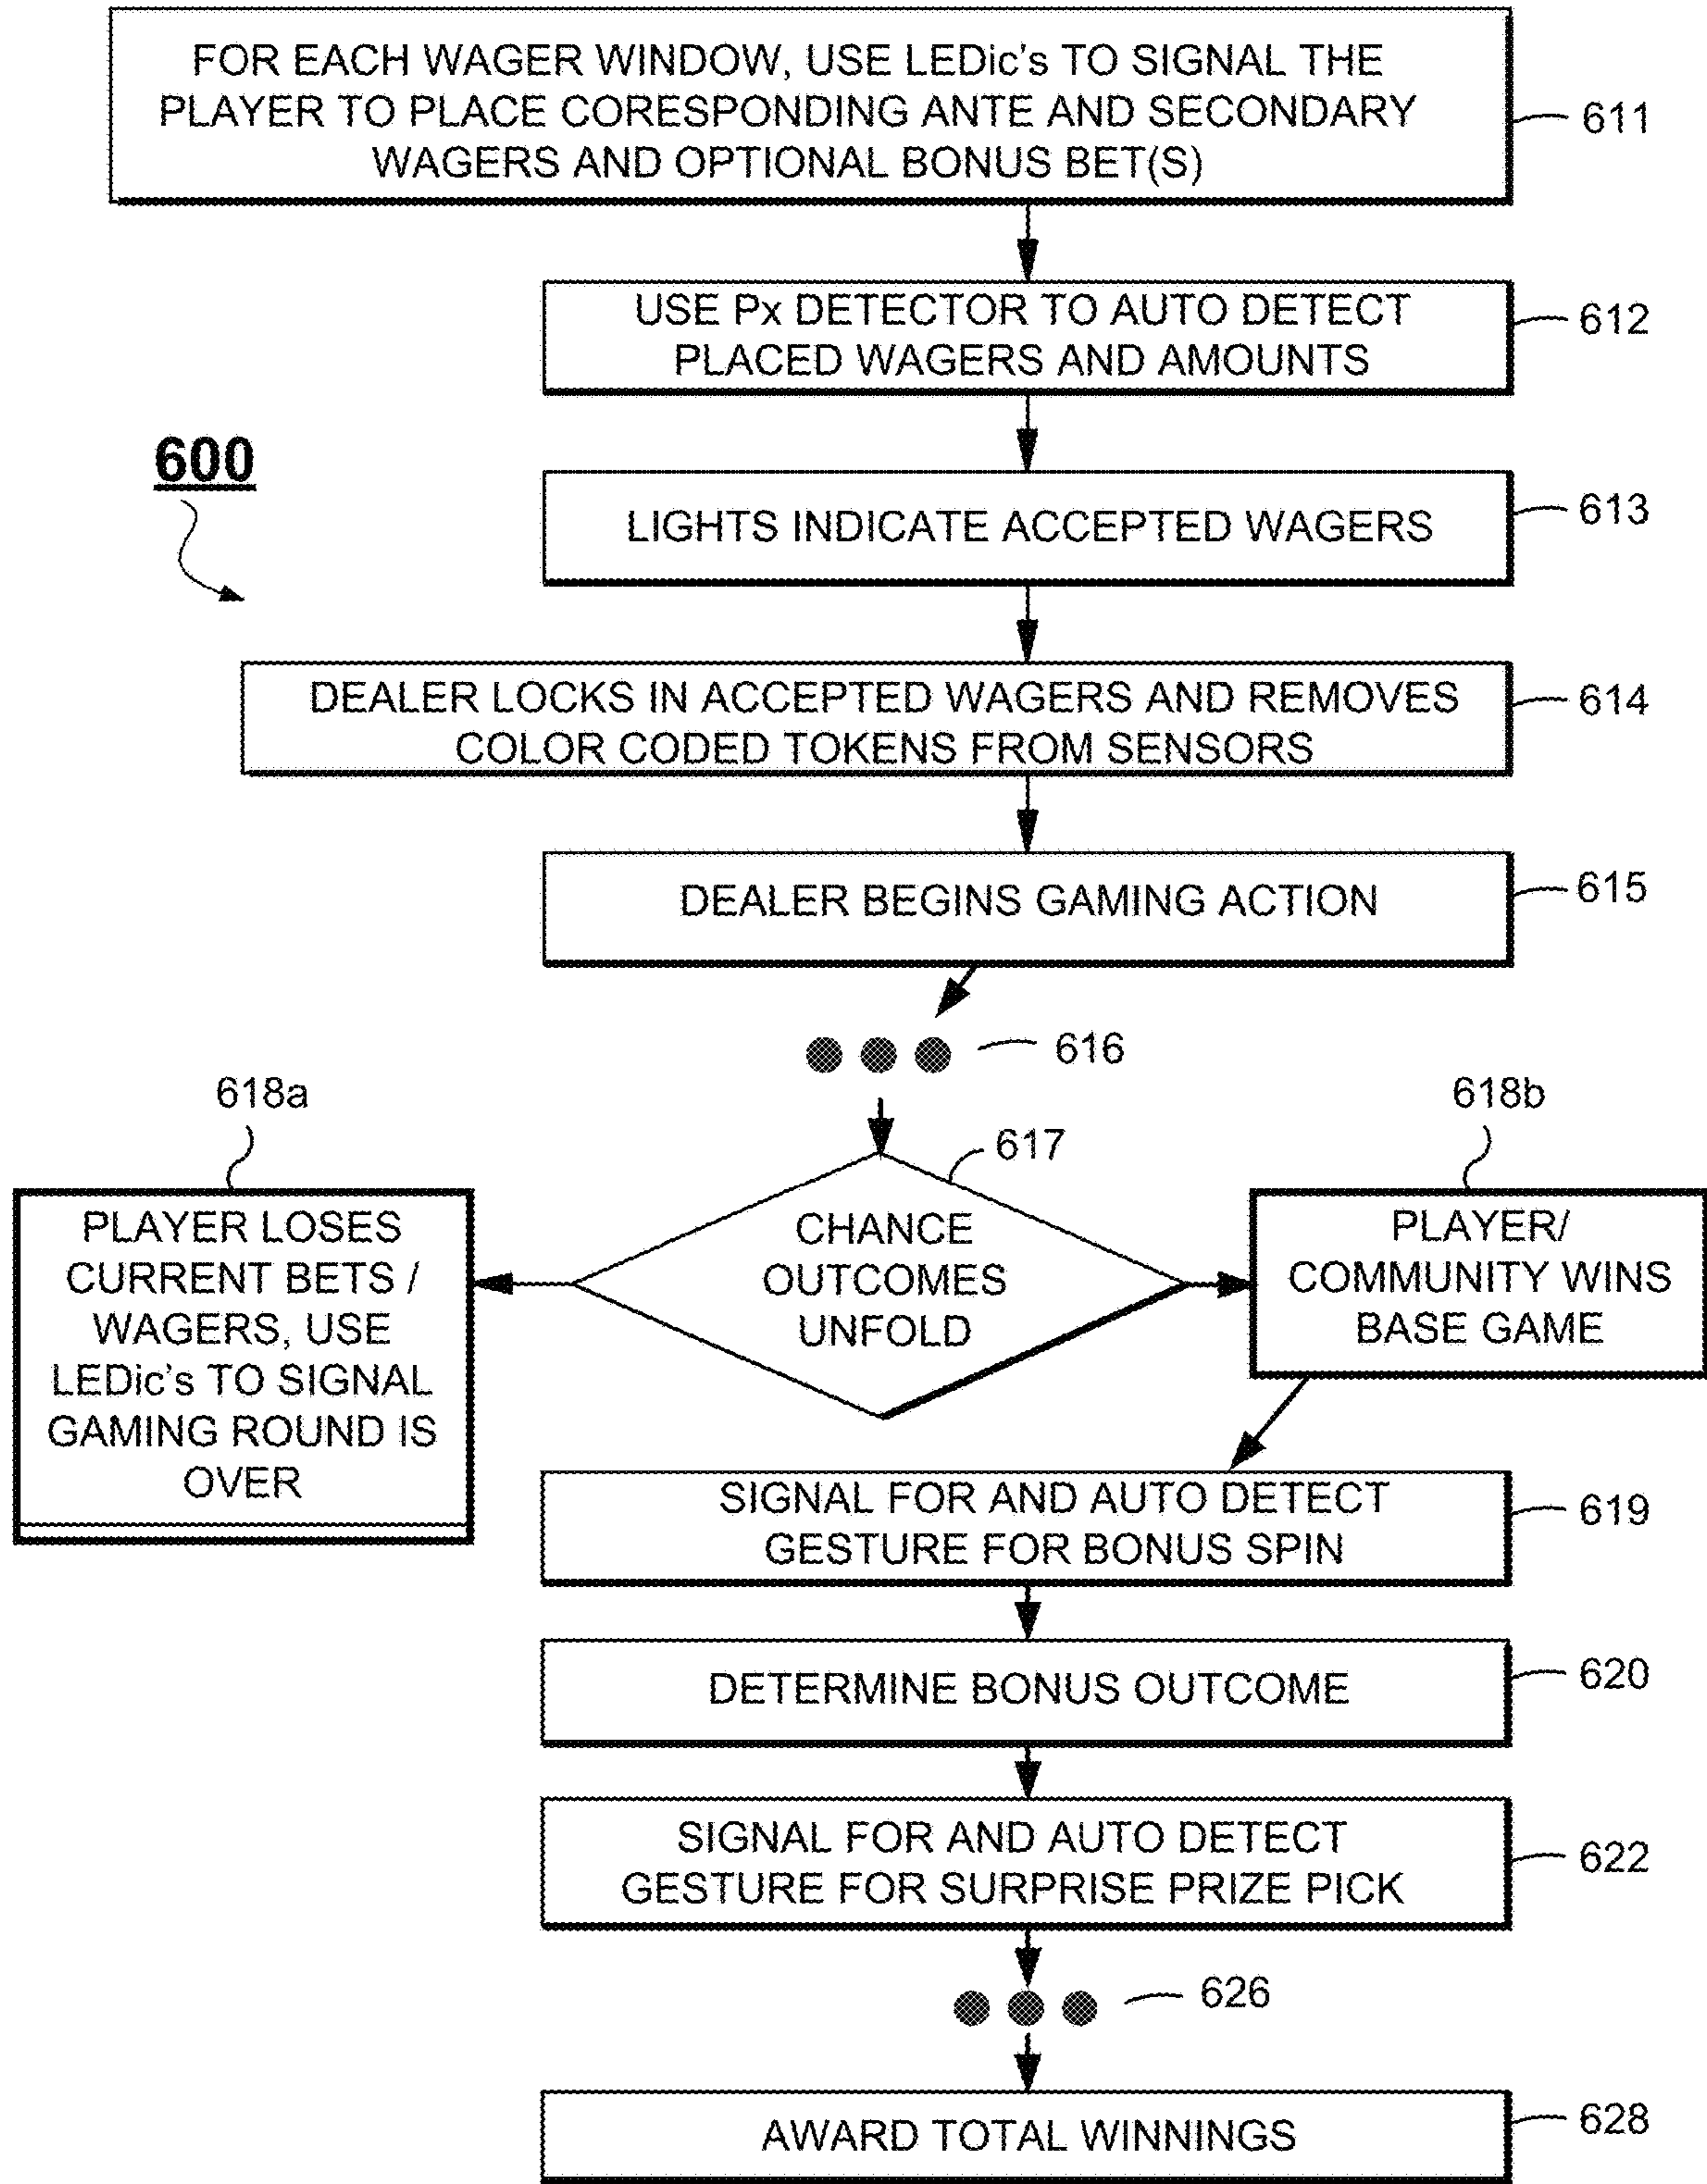 FOR EACH WAGER WINDOW, USE LEDic's TO SIGNAL THE
PLAYER TO PLACE CORESPONDING ANTE AND SECONDARY
WAGERS AND OPTIONAL BONUS BET(S)
611
USE Px DETECTOR TO AUTO DETECT
PLACED WAGERS AND AMOUNTS
612
600
LIGHTS INDICATE ACCEPTED WAGERS
613
DEALER LOCKS IN ACCEPTED WAGERS AND REMOVES
COLOR CODED TOKENS FROM SENSORS
614
DEALER BEGINS GAMING ACTION
615
616
618a
618b
617
PLAYER LOSES
CURRENT BETS /
WAGERS, USE
LEDic's TO SIGNAL
GAMING ROUND IS
OVER
CHANCE
OUTCOMES
UNFOLD
PLAYER/
COMMUNITY WINS
BASE GAME
SIGNAL FOR AND AUTO DETECT
GESTURE FOR BONUS SPIN
619
DETERMINE BONUS OUTCOME
620
SIGNAL FOR AND AUTO DETECT
GESTURE FOR SURPRISE PRIZE PICK
622
626
AWARD TOTAL WINNINGS
628